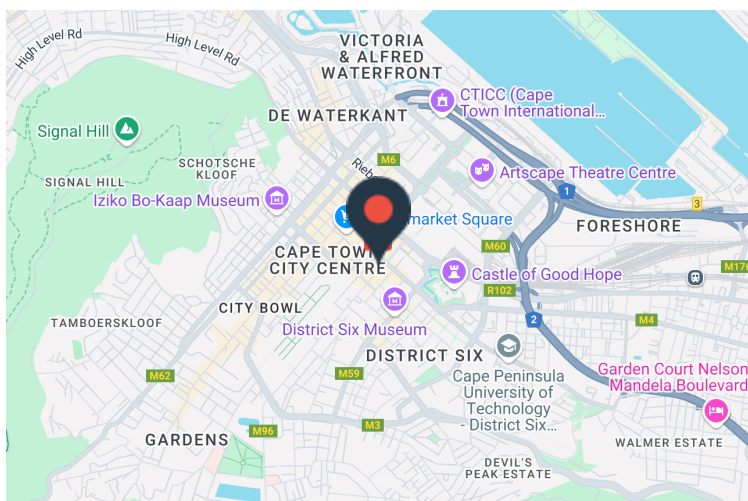 High Level Rd
High Level Rd
VICTORIA
& ALFRED
WATERFRONT
CTICC (Cape
Town International...
DE WATERKANT
Signal Hill
M6
SCHOTSCHE
KLOOF
Artscape Theatre Centre
SIGNAL HILL
1
Iziko Bo-Kaap Museum
3
market Square
FORESHORE
M60
CAPE TOWN
CITY CENTRE
M176
Castle of Good Hope
R102
CITY BOWL
TAMBOERSKLOOF
District Six Museum
2
M4
DISTRICT SIX
M59
M62
Cape Peninsula
University of
Technology
- District Six...
Garden Court Nelson
Mandela Boulevard
M3
M96
GARDENS
WALMER ESTATE
DEVIL'S
PEAK ESTATE